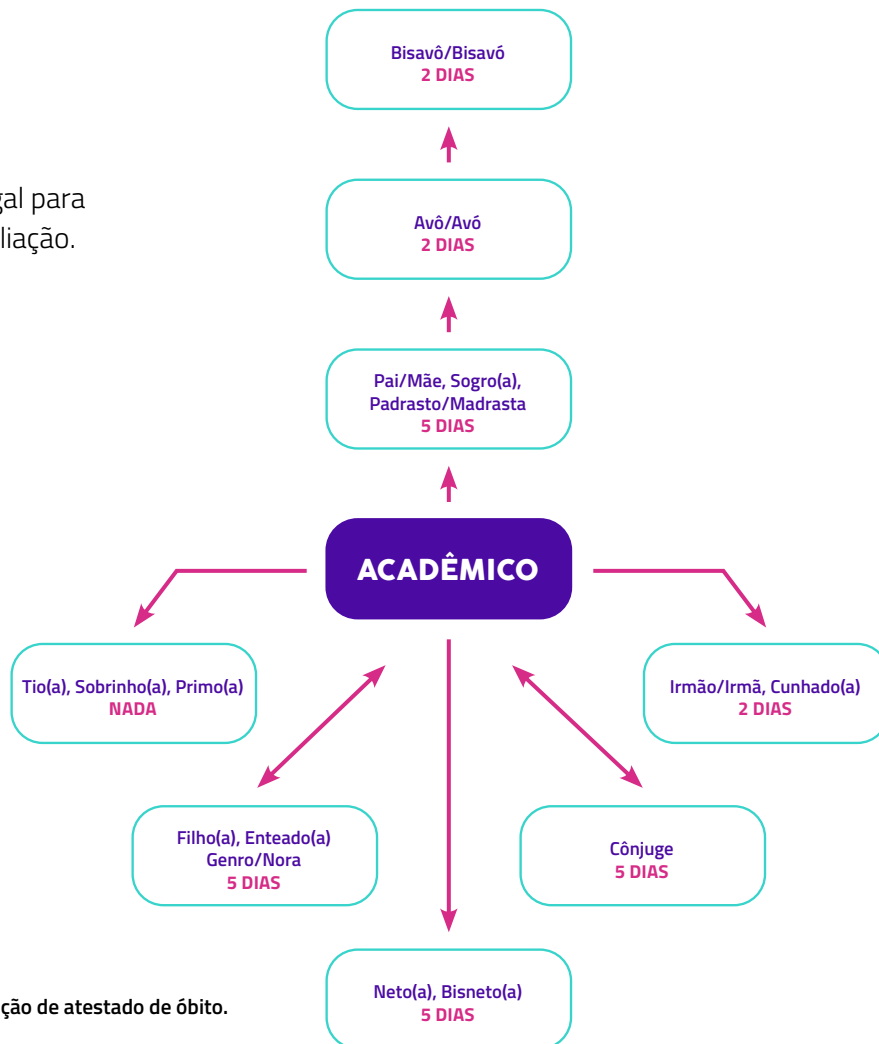 Bisavô/Bisavó
2 DIAS
gal para
liação.
Avô/Avó
2 DIAS
Pai/Mãe, Sogro(a),
Padrasto/Madrasta
5 DIAS
ACADÊMICO
Tio(a), Sobrinho(a), Primo(a)
NADA
Irmão/Irmã, Cunhado(a)
2 DIAS
Filho(a), Enteado(a)
Genro/Nora
5 DIAS
Cônjuge
5 DIAS
Neto(a), Bisneto(a)
5 DIAS
ção de atestado de óbito.